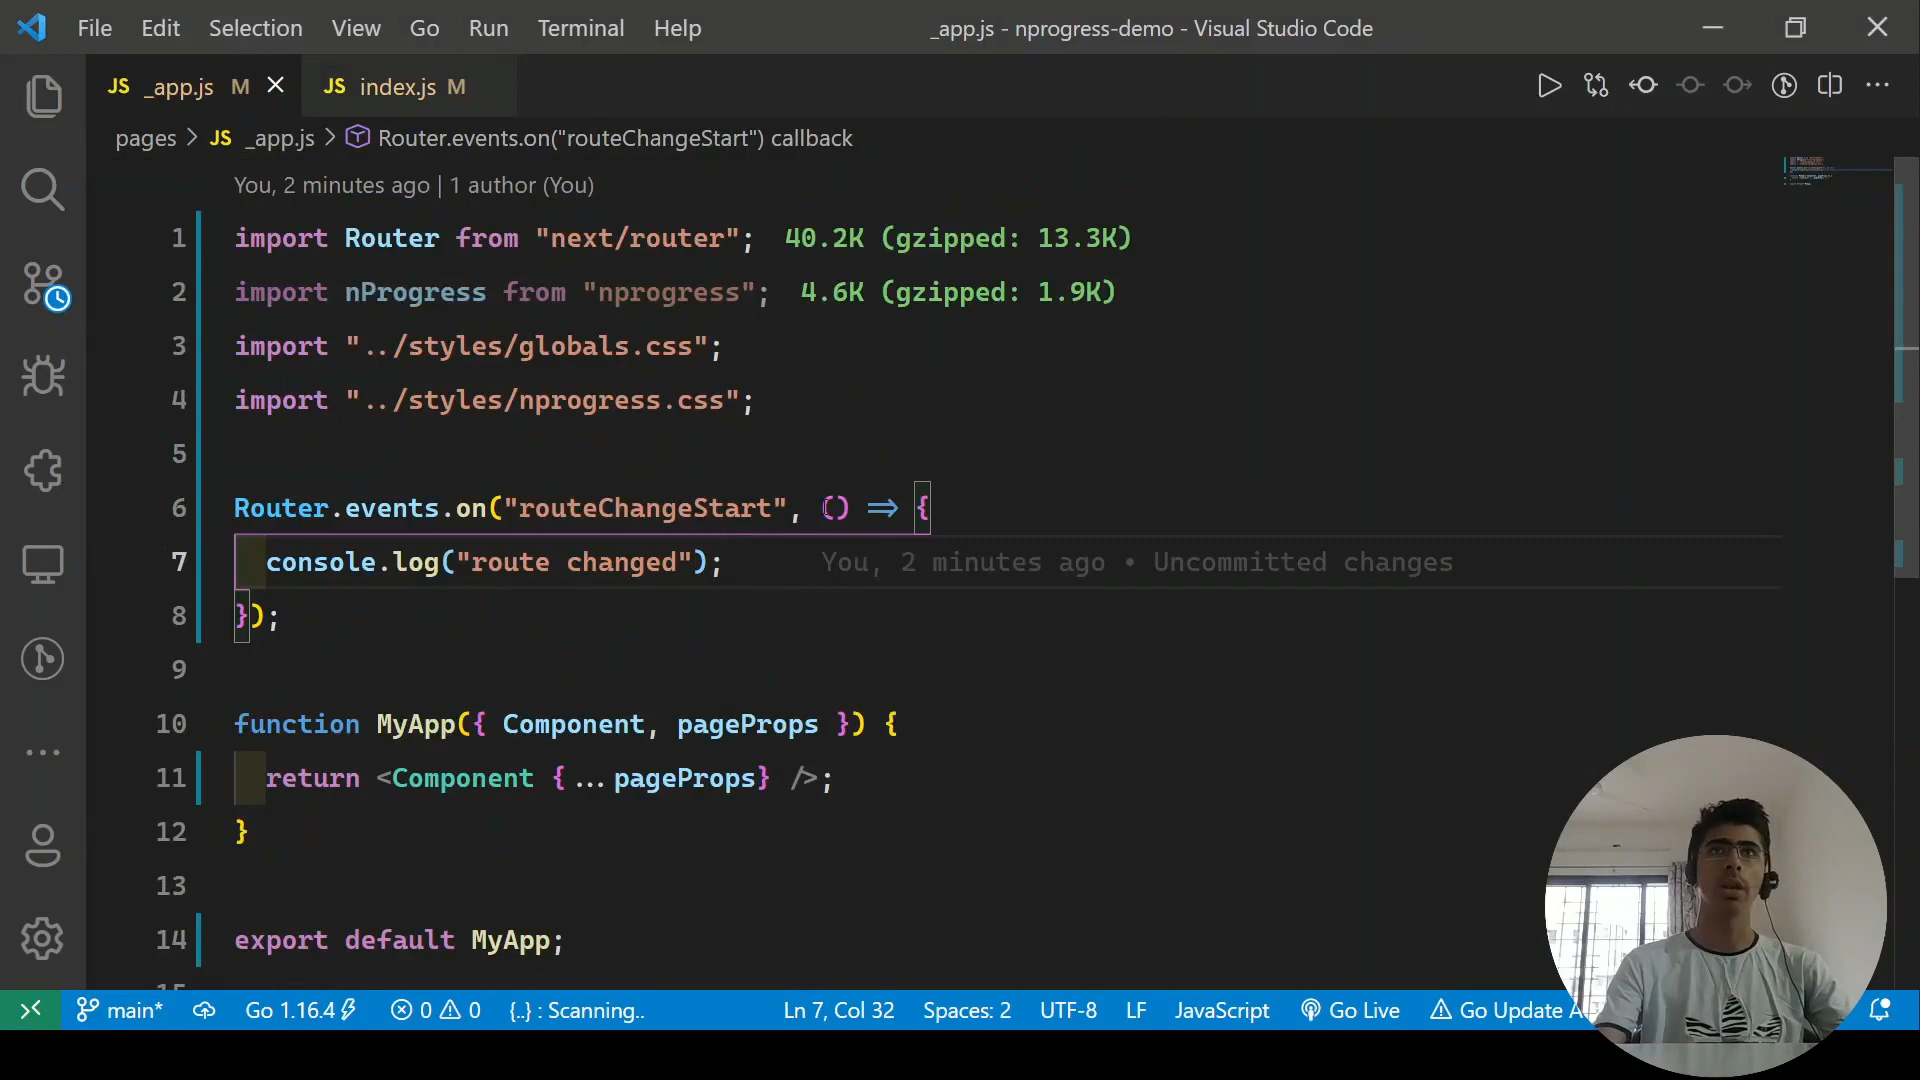 File Edit Selection View Go Run Terminal Help _app.js - nprogress-demo - Visual Studio Code
JS _app.js M JS index.js M
pages > JS _app.js > Router.events.on("routeChangeStart") callback
You, 2 minutes ago | 1 author (You)
1 import Router from "next/router"; 40.2K (gzipped: 13.3K)
2 import nProgress from "nprogress"; 4.6K (gzipped: 1.9K)
3 import "../styles/globals.css";
4 import "../styles/nprogress.css";
5
6 Router.events.on("routeChangeStart", () => {
7 console.log("route changed"); You, 2 minutes ago • Uncommitted changes
8 });
9
10 function MyApp({ Component, pageProps }) {
11 return <Component {...pageProps} />;
12 }
13
14 export default MyApp;
main* Go 1.16.4 0 0 {..} : Scanning.. Ln 7, Col 32 Spaces: 2 UTF-8 LF JavaScript Go Live Go Update A